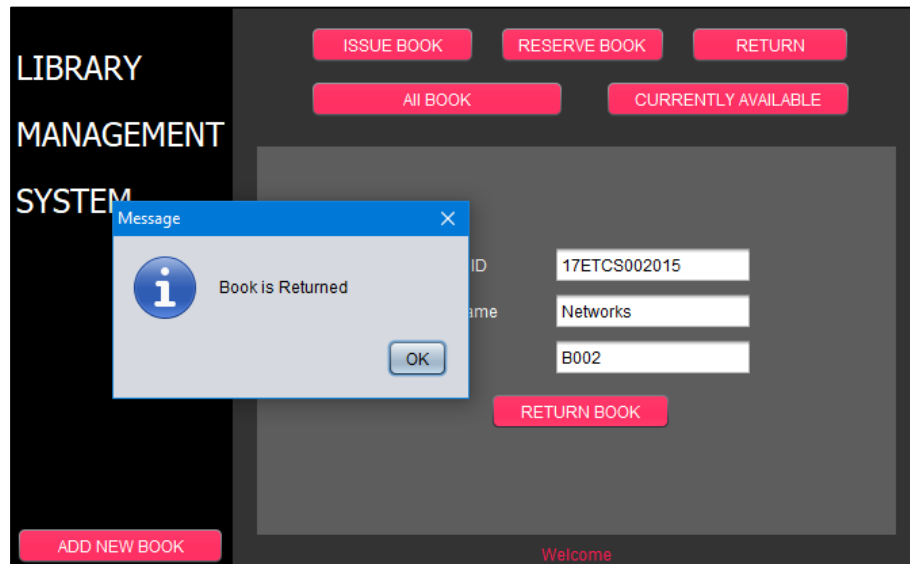 LIBRARY
MANAGEMENT
SYSTEM
ISSUE BOOK
RESERVE BOOK
RETURN
All BOOK
CURRENTLY AVAILABLE
Message
Book is Returned
OK
ID
17ETCS002015
Networks
B002
RETURN BOOK
ADD NEW BOOK
Welcome